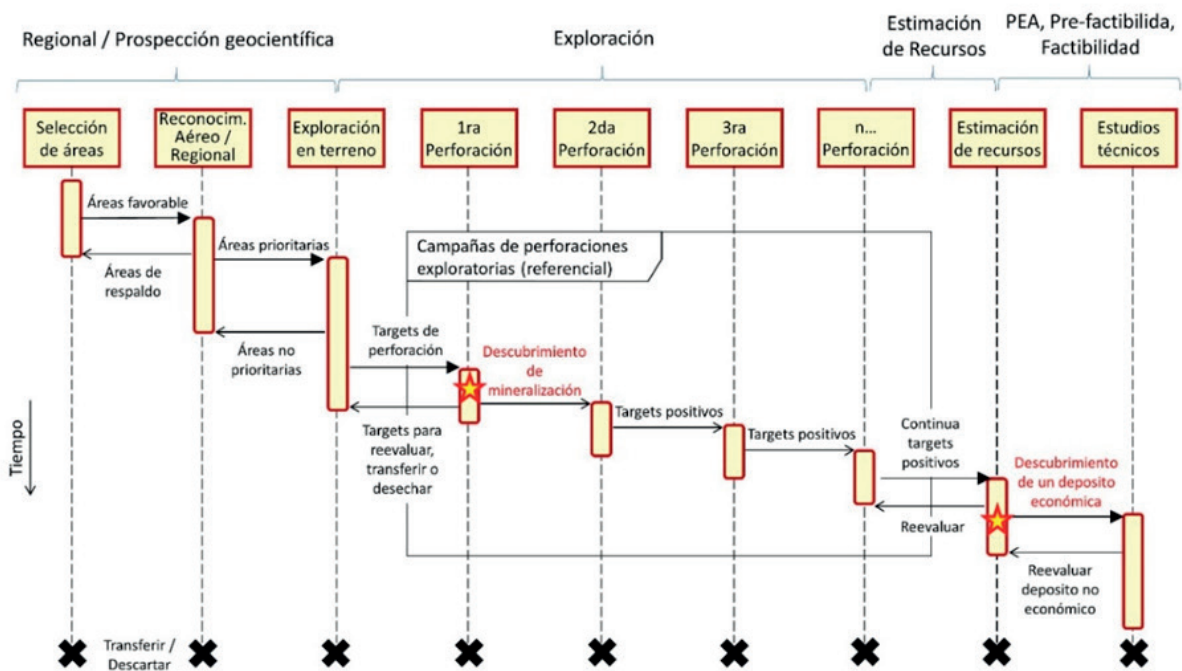 Regional / Prospección geocientífica
Exploración
Estimación
de Recursos
PEA, Pre-factibilida,
Factibilidad
Selección
de áreas
Reconocim.
Aéreo /
Regional
Exploración
en terreno
1ra
Perforación
2da
Perforación
3ra
Perforación
n...
Perforación
Estimación
de recursos
Estudios
técnicos
Áreas favorable
Áreas de
respaldo
Áreas prioritarias
Áreas no
prioritarias
Campañas de perforaciones
exploratorias (referencial)
Targets de
perforación
Descubrimiento
de
mineralización
Targets para
reevaluar,
transferir o
desechar
Targets positivos
Targets positivos
Continua
targets
positivos
Reevaluar
Descubrimiento
de un deposito
económica
Reevaluar
deposito no
económico
Tiempo
Transferir /
Descartar